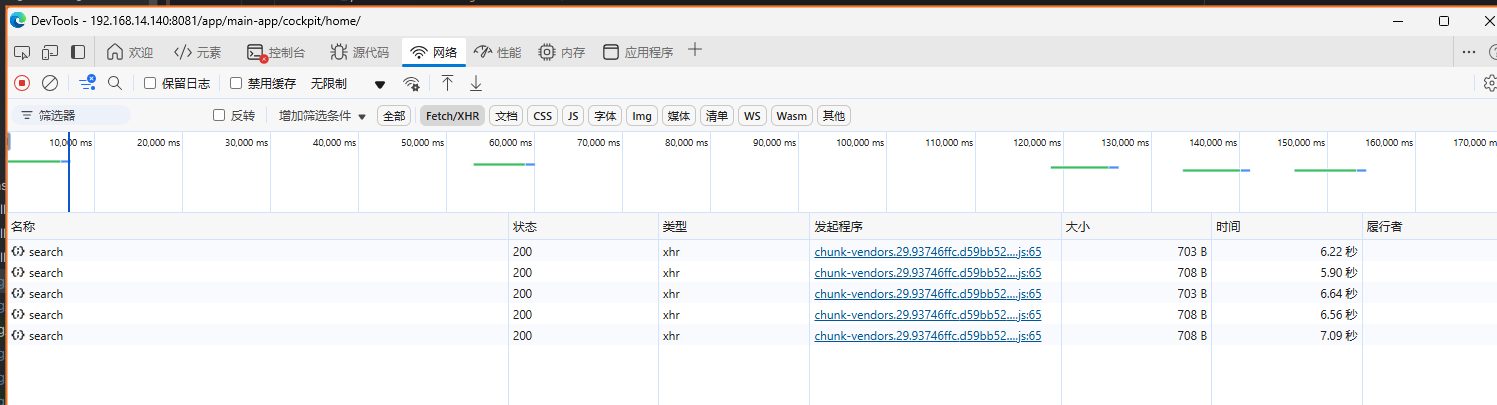 DevTools - 192.168.14.140:8081/app/main-app/cockpit/home/
欢迎 元素 控制台 源代码 网络 性能 内存 应用程序
保留日志 禁用缓存 无限制
筛选器 反转 增加筛选条件 全部 Fetch/XHR 文档 CSS JS 字体 Img 媒体 清单 WS Wasm 其他
10,000 ms 20,000 ms 30,000 ms 40,000 ms 50,000 ms 60,000 ms 70,000 ms 80,000 ms 90,000 ms 100,000 ms 110,000 ms 120,000 ms 130,000 ms 140,000 ms 150,000 ms 160,000 ms 170,000 ms
名称 状态 类型 发起程序 大小 时间 履行者
search 200 xhr chunk-vendors.29.93746ffc.d59bb52....js:65 703 B 6.22 秒
search 200 xhr chunk-vendors.29.93746ffc.d59bb52....js:65 708 B 5.90 秒
search 200 xhr chunk-vendors.29.93746ffc.d59bb52....js:65 703 B 6.64 秒
search 200 xhr chunk-vendors.29.93746ffc.d59bb52....js:65 708 B 6.56 秒
search 200 xhr chunk-vendors.29.93746ffc.d59bb52....js:65 708 B 7.09 秒